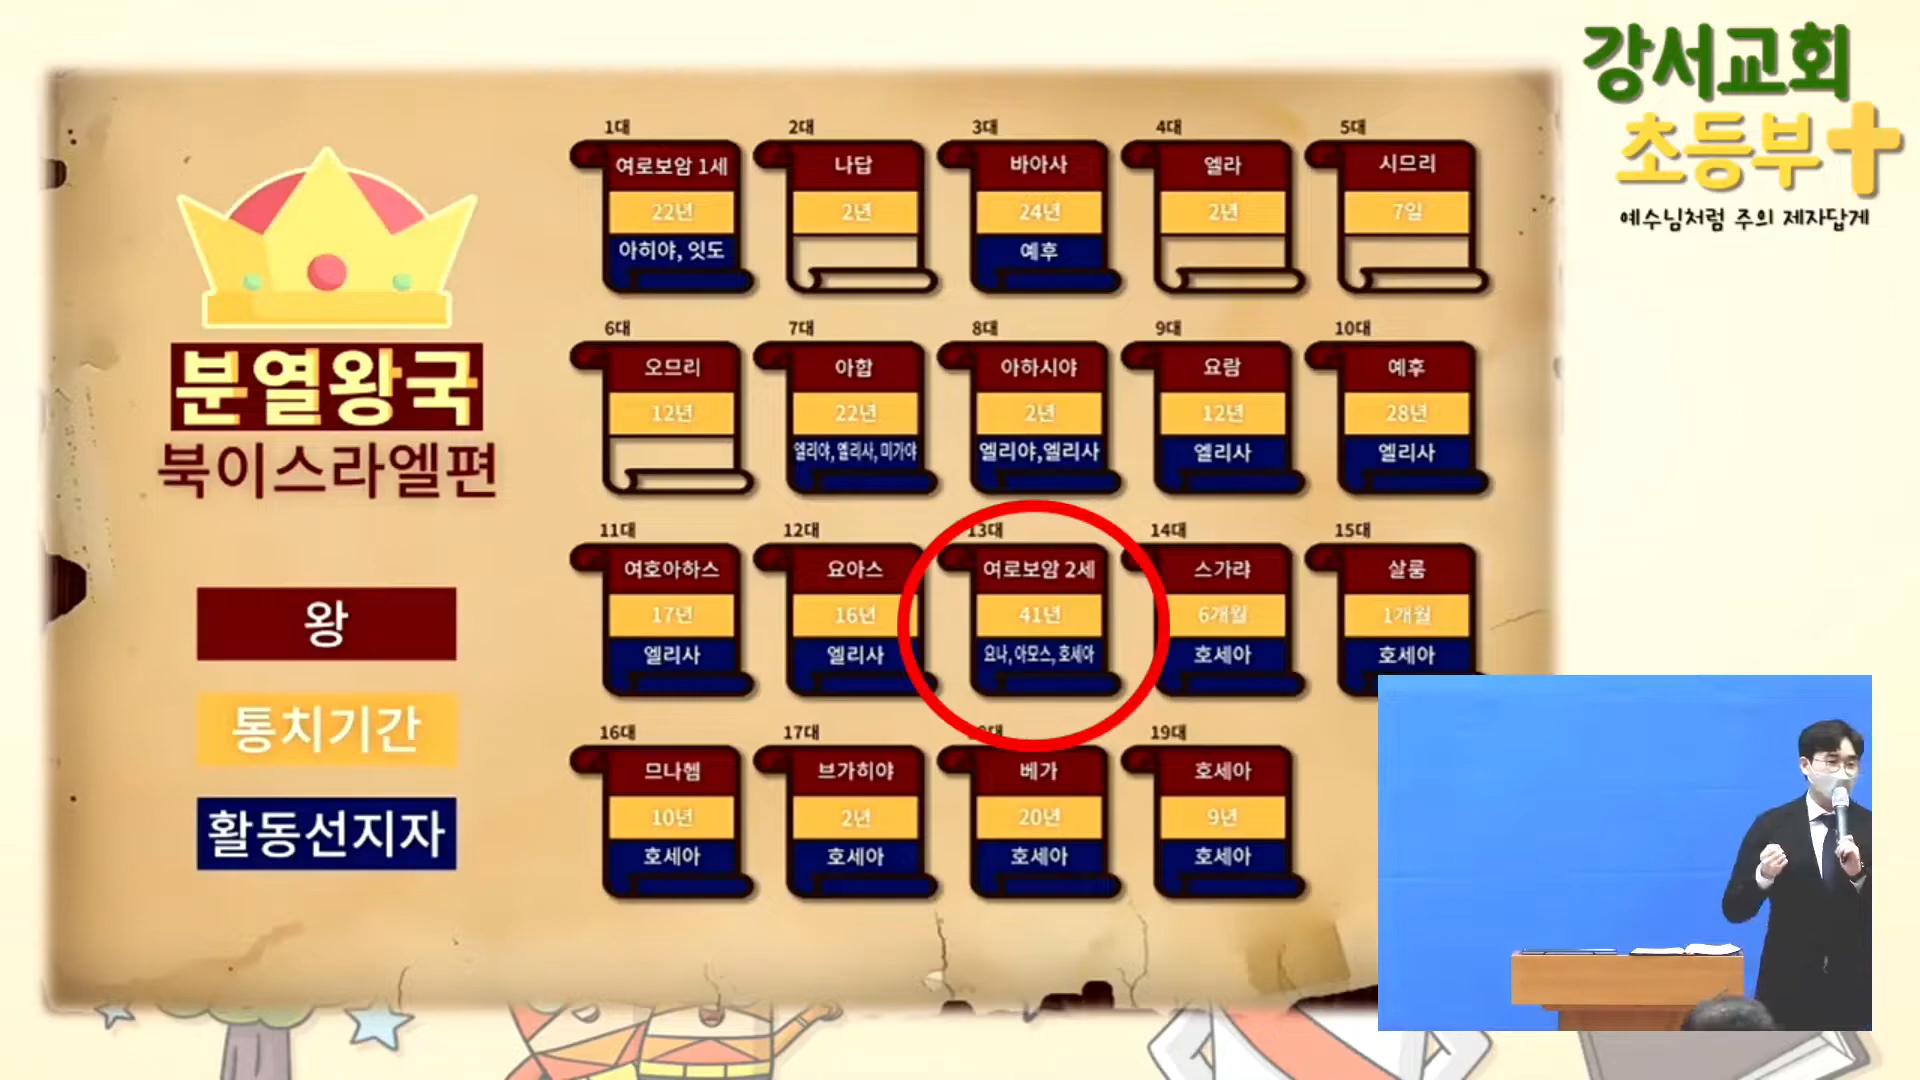 강서교회
초등부
예수님처럼 주의 제자답게
분열왕국
북이스라엘편
왕
통치기간
활동선지자
1대
여로보암 1세
22년
아히야, 잇도
2대
나답
2년
3대
바아사
24년
예후
4대
엘라
2년
5대
시므리
7일
6대
오므리
12년
7대
아합
22년
엘리야, 엘리사, 미가야
8대
아하시야
2년
엘리야,엘리사
9대
요람
12년
엘리사
10대
예후
28년
엘리사
11대
여호아하스
17년
엘리사
12대
요아스
16년
엘리사
13대
여로보암 2세
41년
요나, 아모스, 호세아
14대
스가랴
6개월
호세아
15대
살룸
1개월
호세아
16대
므나헴
10년
호세아
17대
브가히야
2년
호세아
베가
20년
호세아
19대
호세아
9년
호세아